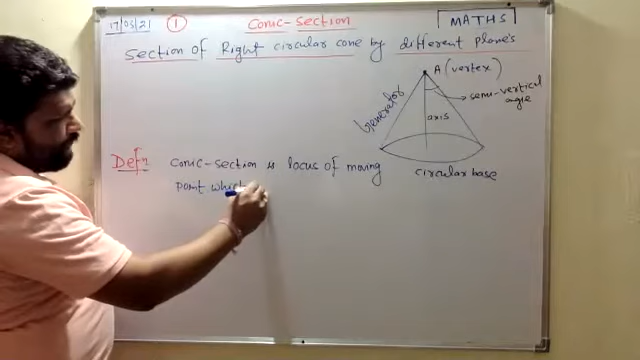 17/05/21 1 Conic-Section MATHS
Section of Right circular cone by different plane's
A (vertex)
semi-vertical angle
Generator
axis
circular base
Defn Conic-section is locus of moving
point which